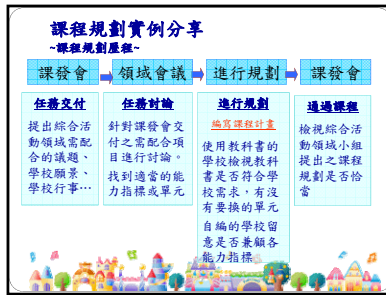 課程規劃實例分享
~課程規劃歷程~
課發會
領域會議
進行規劃
課發會
任務交付
提出綜合活
動領域需配
合的議題、
學校願景、
學校行事…
任務討論
針對課發會交
付之需配合項
目進行討論。
找到適當的能
力指標或單元
進行規劃
編寫課程計畫
使用教科書的
學校檢視教科
書是否符合學
校需求，有沒
有要換的單元
自編的學校留
意是否兼顧各
能力指標
通過課程
檢視綜合活
動領域小組
提出之課程
規劃是否恰
當